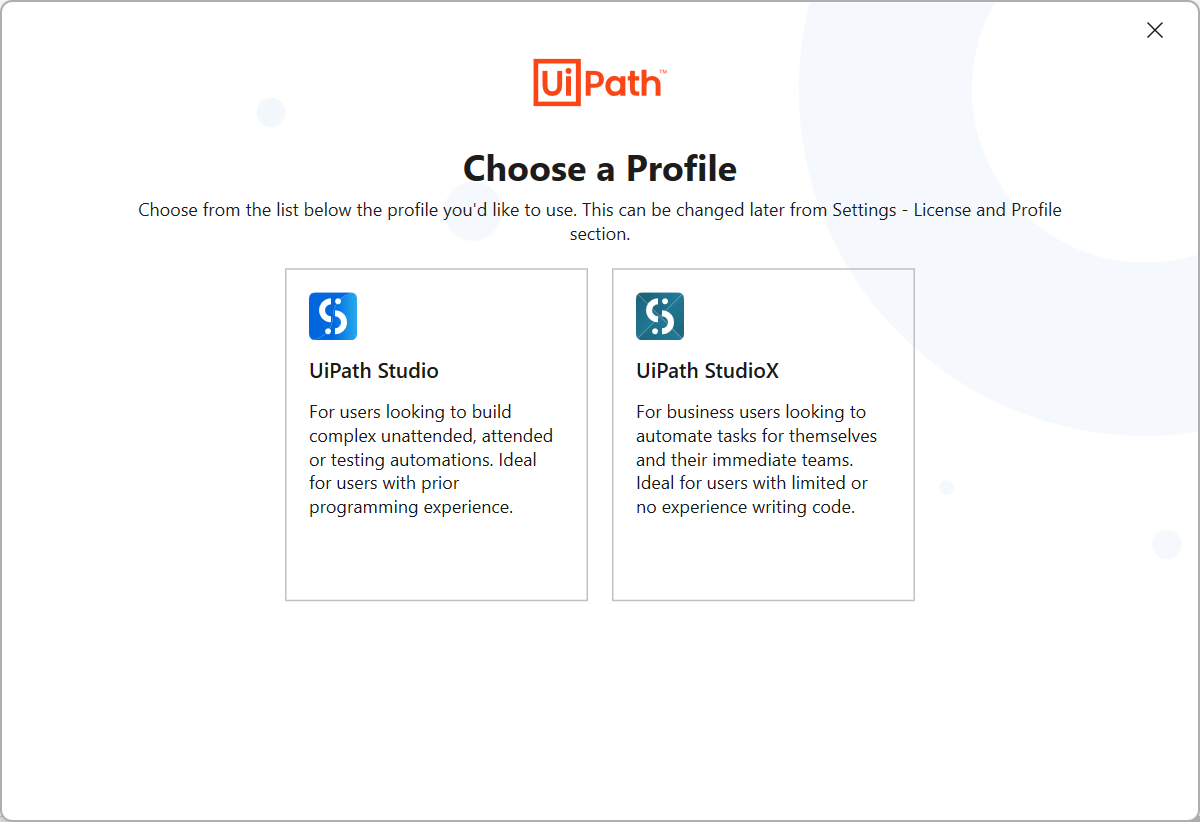 UiPath™
Choose a Profile
Choose from the list below the profile you'd like to use. This can be changed later from Settings - License and Profile
section.
UiPath Studio
For users looking to build
complex unattended, attended
or testing automations. Ideal
for users with prior
programming experience.
UiPath StudioX
For business users looking to
automate tasks for themselves
and their immediate teams.
Ideal for users with limited or
no experience writing code.